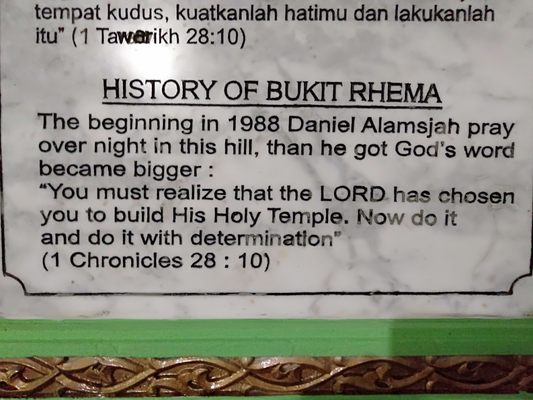 tempat kudus, kuatkanlah hatimu dan lakukanlah
itu" (1 Tawarikh 28:10)
HISTORY OF BUKIT RHEMA
The beginning in 1988 Daniel Alamsjah pray
over night in this hill, than he got God's word
became bigger :
"You must realize that the LORD has chosen
you to build His Holy Temple. Now do it
and do it with determination"
(1 Chronicles 28 : 10)